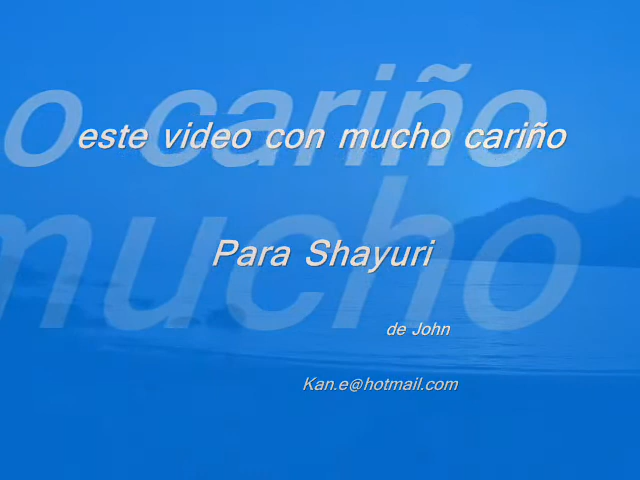 o cariño
este video con mucho cariño
mucho
Para Shayuri
de John
Kan.e@hotmail.com